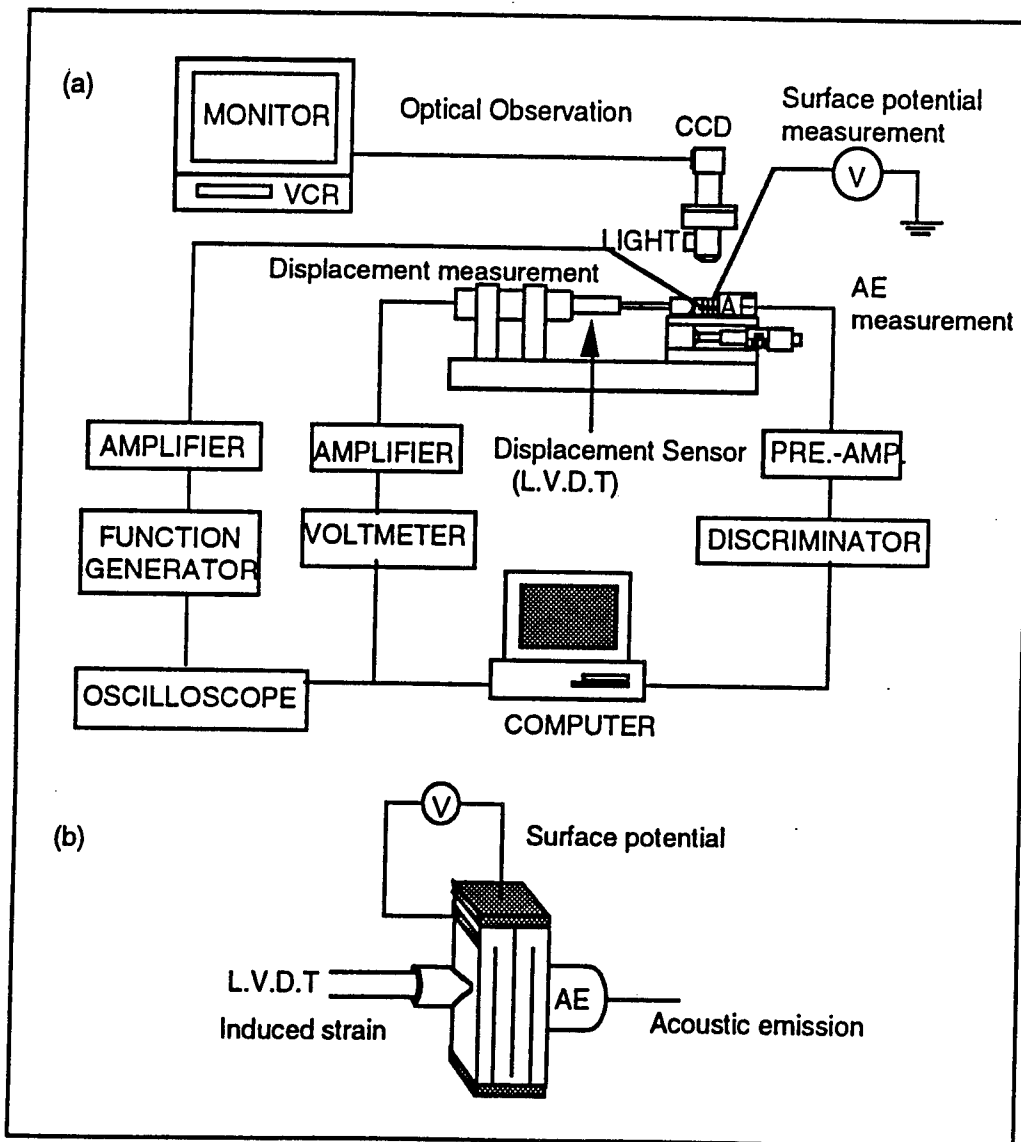 (a)
MONITOR
VCR
Optical Observation
CCD
Surface potential
measurement
V
LIGHT
Displacement measurement
AE
AE
measurement
AMPLIFIER
AMPLIFIER
Displacement Sensor
(L.V.D.T)
PRE.-AMP.
FUNCTION
GENERATOR
VOLTMETER
DISCRIMINATOR
OSCILLOSCOPE
COMPUTER
(b)
V
Surface potential
L.V.D.T
Induced strain
AE
Acoustic emission